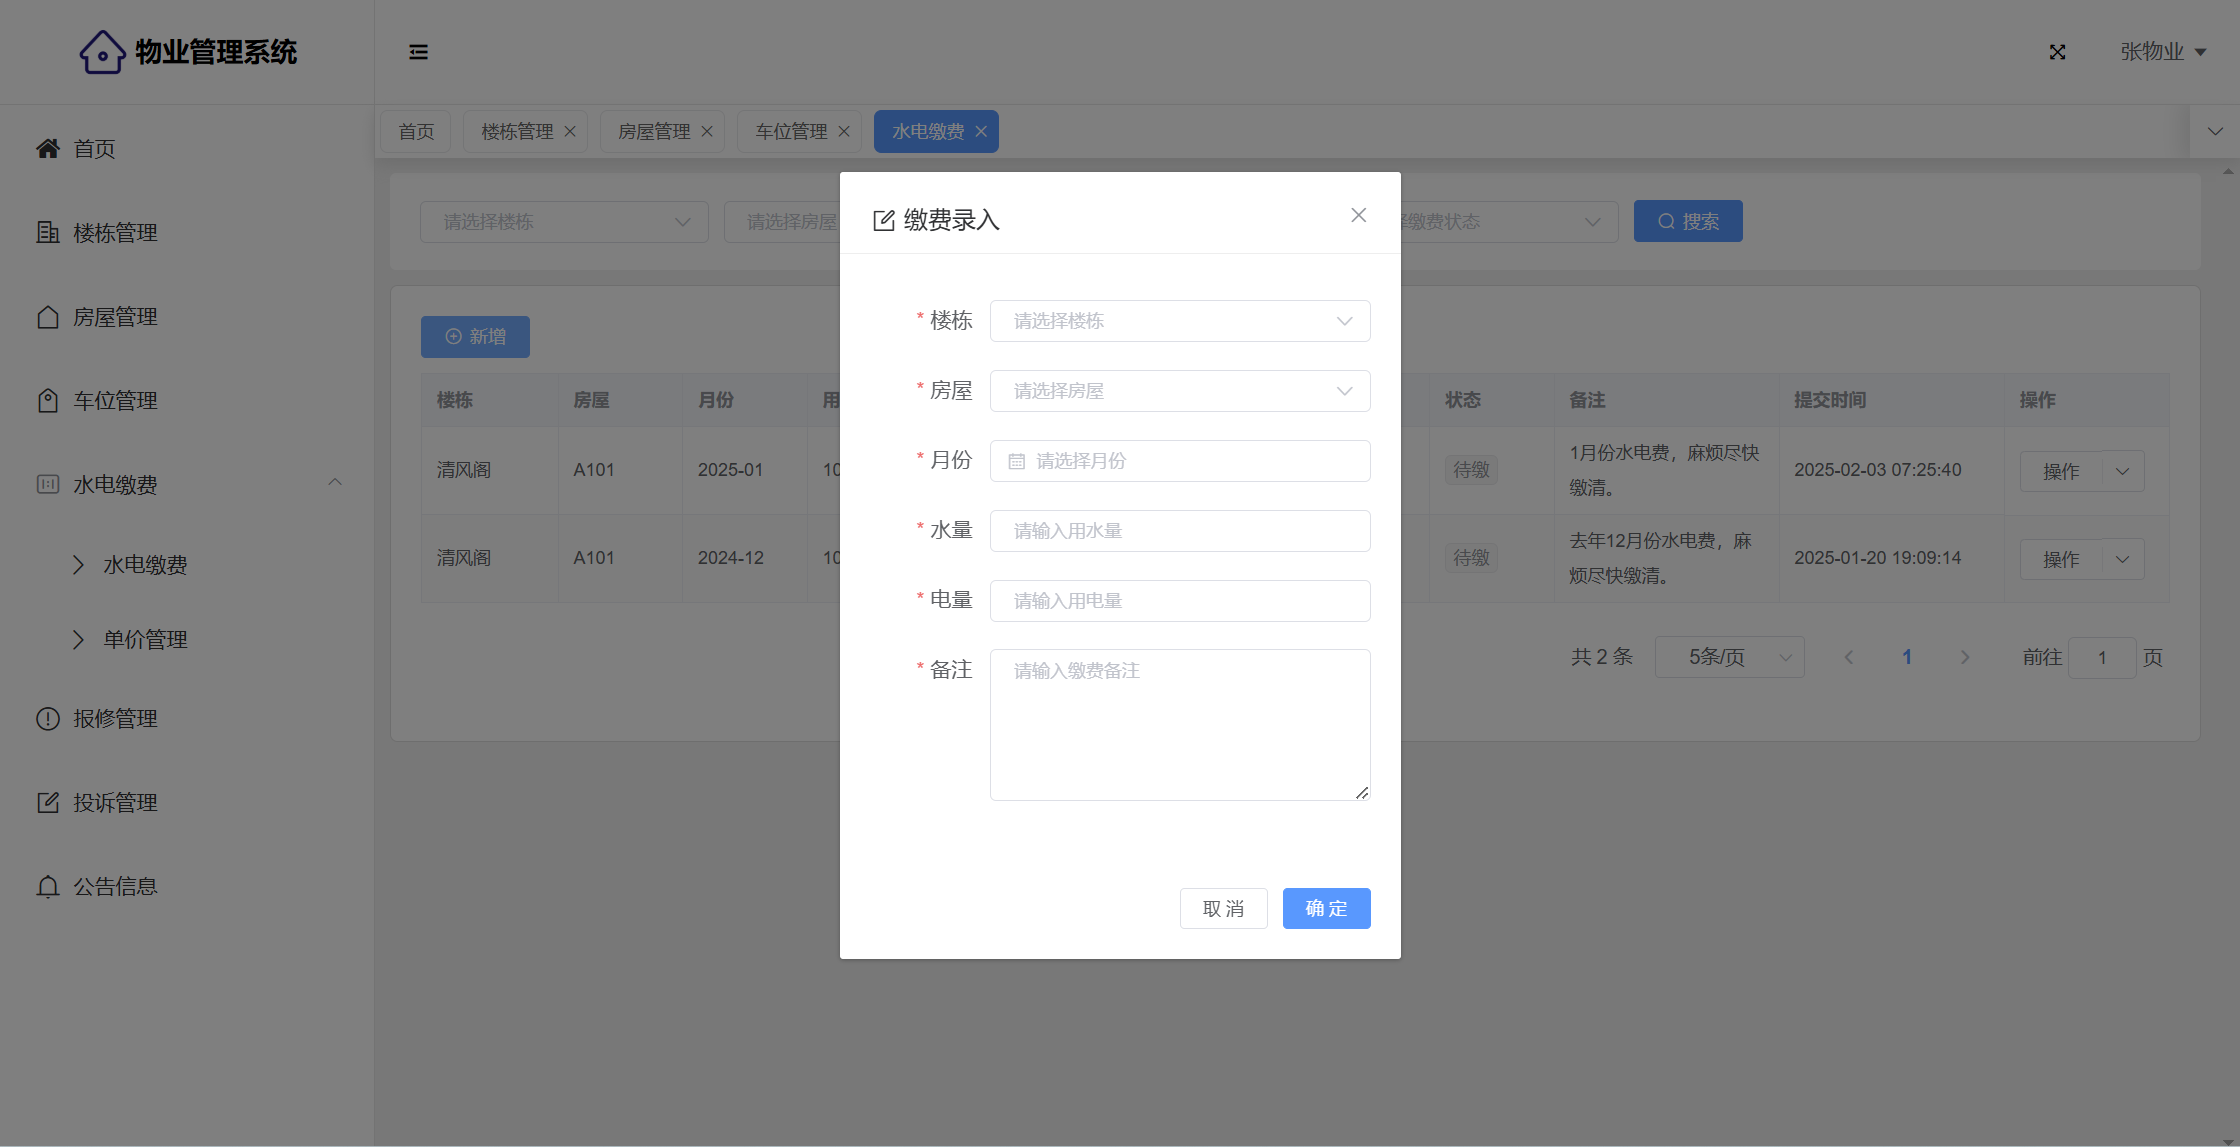 物业管理系统
张物业
首页
楼栋管理
房屋管理
车位管理
水电缴费
首页
楼栋管理
房屋管理
车位管理
水电缴费
水电缴费
单价管理
报修管理
投诉管理
公告信息
请选择楼栋
请选择房屋
缴费状态
搜索
新增
楼栋 房屋 月份 用 状态 备注 提交时间 操作
清风阁 A101 2025-01 10 待缴 1月份水电费，麻烦尽快
缴清。
2025-02-03 07:25:40 操作
清风阁 A101 2024-12 10 待缴 去年12月份水电费，麻
烦尽快缴清。
2025-01-20 19:09:14 操作
共 2 条 5条/页 1 前往 1 页
缴费录入
* 楼栋 请选择楼栋
* 房屋 请选择房屋
* 月份 请选择月份
* 水量 请输入用水量
* 电量 请输入用电量
* 备注 请输入缴费备注
取 消 确 定